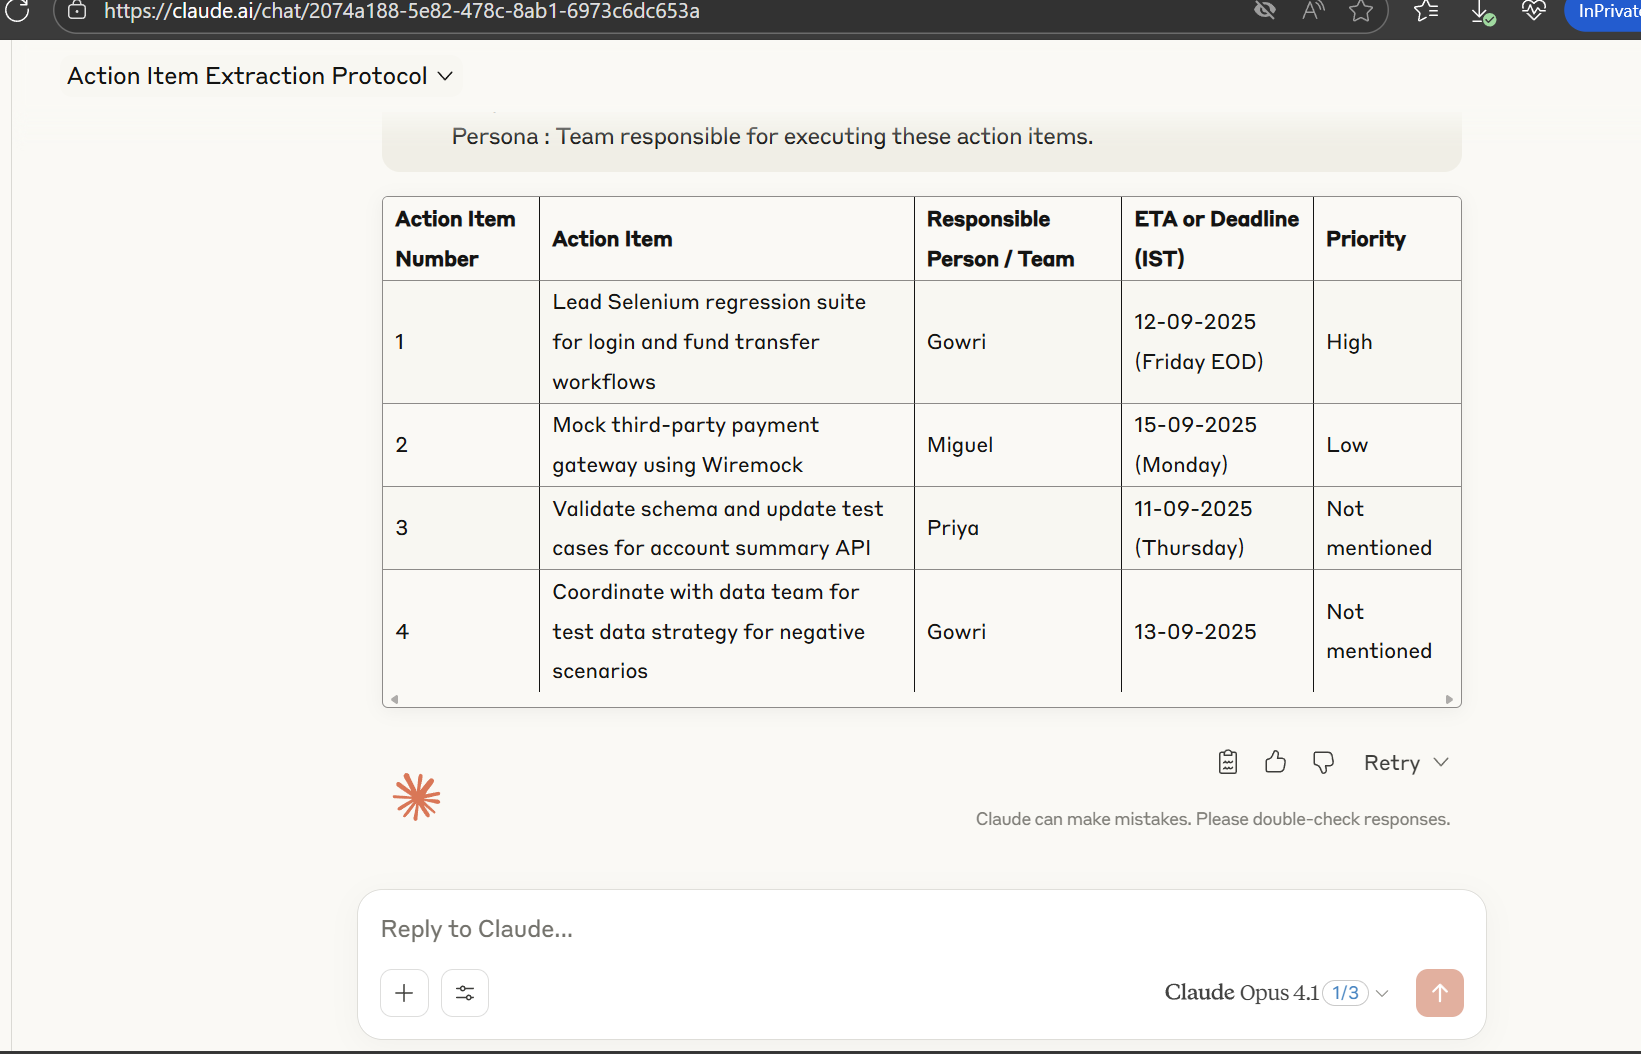 https://claude.ai/chat/2074a188-5e82-478c-8ab1-6973c6dc653a
InPrivate
Action Item Extraction Protocol
Persona : Team responsible for executing these action items.
Action Item
Number
Action Item
Responsible
Person / Team
ETA or Deadline
(IST)
Priority
1
Lead Selenium regression suite
for login and fund transfer
workflows
Gowri
12-09-2025
(Friday EOD)
High
2
Mock third-party payment
gateway using Wiremock
Miguel
15-09-2025
(Monday)
Low
3
Validate schema and update test
cases for account summary API
Priya
11-09-2025
(Thursday)
Not
mentioned
4
Coordinate with data team for
test data strategy for negative
scenarios
Gowri
13-09-2025
Not
mentioned
Retry
Claude can make mistakes. Please double-check responses.
Reply to Claude...
Claude Opus 4.1 1/3